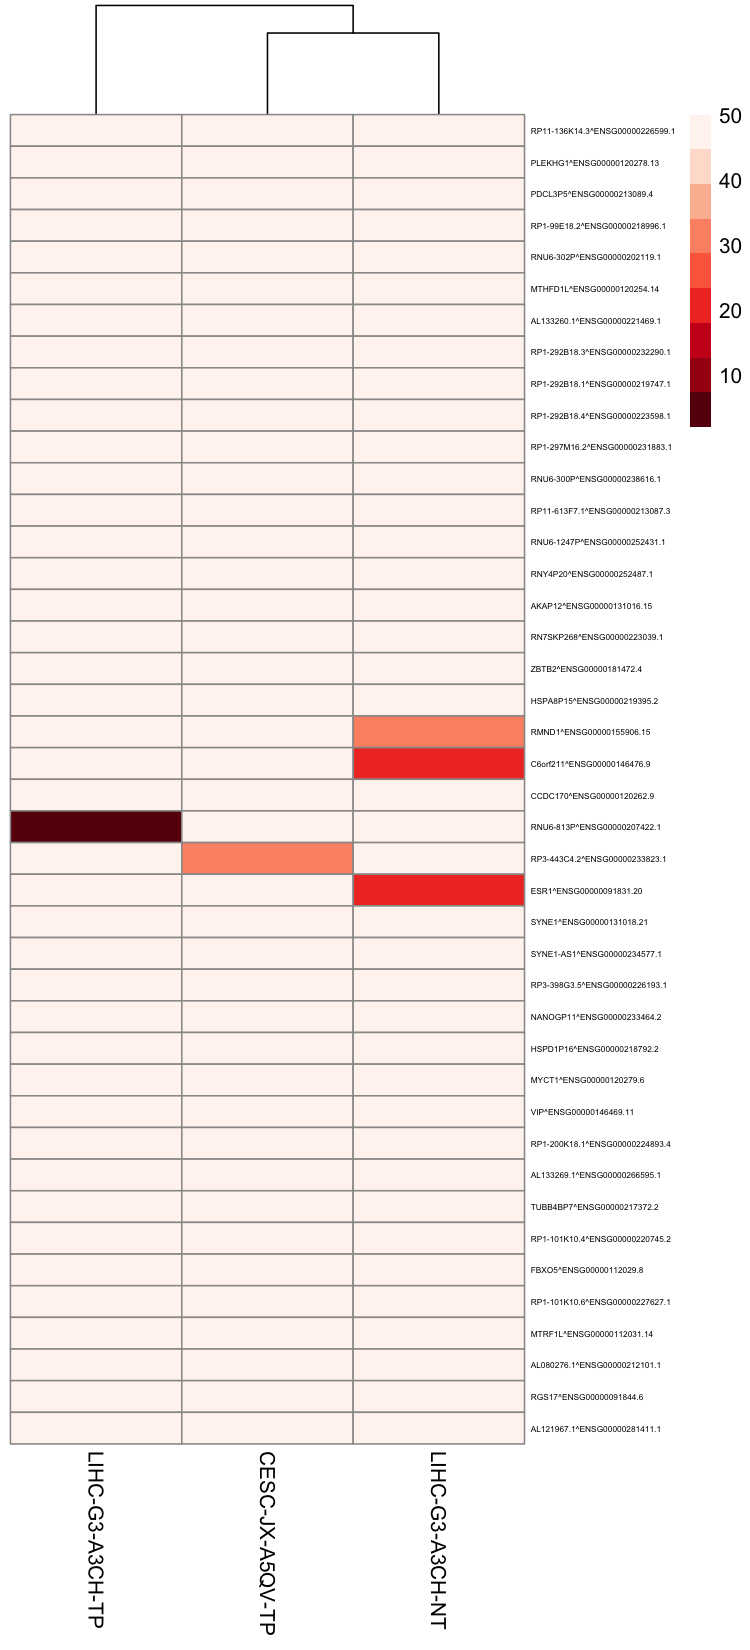 RP11-136K14.3^ENSG00000226599.1
PLEKHG1^ENSG00000120278.13
PDCL3P5^ENSG00000213089.4
RP1-99E18.2^ENSG00000218996.1
RNU6-302P^ENSG00000202119.1
MTHFD1L^ENSG00000120254.14
AL133260.1^ENSG00000221469.1
RP1-292B18.3^ENSG00000232290.1
RP1-292B18.1^ENSG00000219747.1
RP1-292B18.4^ENSG00000223598.1
RP1-297M16.2^ENSG00000231883.1
RNU6-300P^ENSG00000238616.1
RP11-613F7.1^ENSG00000213087.3
RNU6-1247P^ENSG00000252431.1
RNY4P20^ENSG00000252487.1
AKAP12^ENSG00000131016.15
RN7SKP268^ENSG00000223039.1
ZBTB2^ENSG00000181472.4
HSPA8P15^ENSG00000219395.2
RMND1^ENSG00000155906.15
C6orf211^ENSG00000146476.9
CCDC170^ENSG00000120262.9
RNU6-813P^ENSG00000207422.1
RP3-443C4.2^ENSG00000233823.1
ESR1^ENSG00000091831.20
SYNE1^ENSG00000131018.21
SYNE1-AS1^ENSG00000234577.1
RP3-398G3.5^ENSG00000226193.1
NANOGP11^ENSG00000233464.2
HSPD1P16^ENSG00000218792.2
MYCT1^ENSG00000120279.6
VIP^ENSG00000146469.11
RP1-200K18.1^ENSG00000224893.4
AL133269.1^ENSG00000266595.1
TUBB4BP7^ENSG00000217372.2
RP1-101K10.4^ENSG00000220745.2
FBXO5^ENSG00000112029.8
RP1-101K10.6^ENSG00000227627.1
MTRF1L^ENSG00000112031.14
AL080276.1^ENSG00000212101.1
RGS17^ENSG00000091844.6
AL121967.1^ENSG00000281411.1
50
40
30
20
10
LIHC-G3-A3CH-TP
CESC-JX-A5QV-TP
LIHC-G3-A3CH-NT